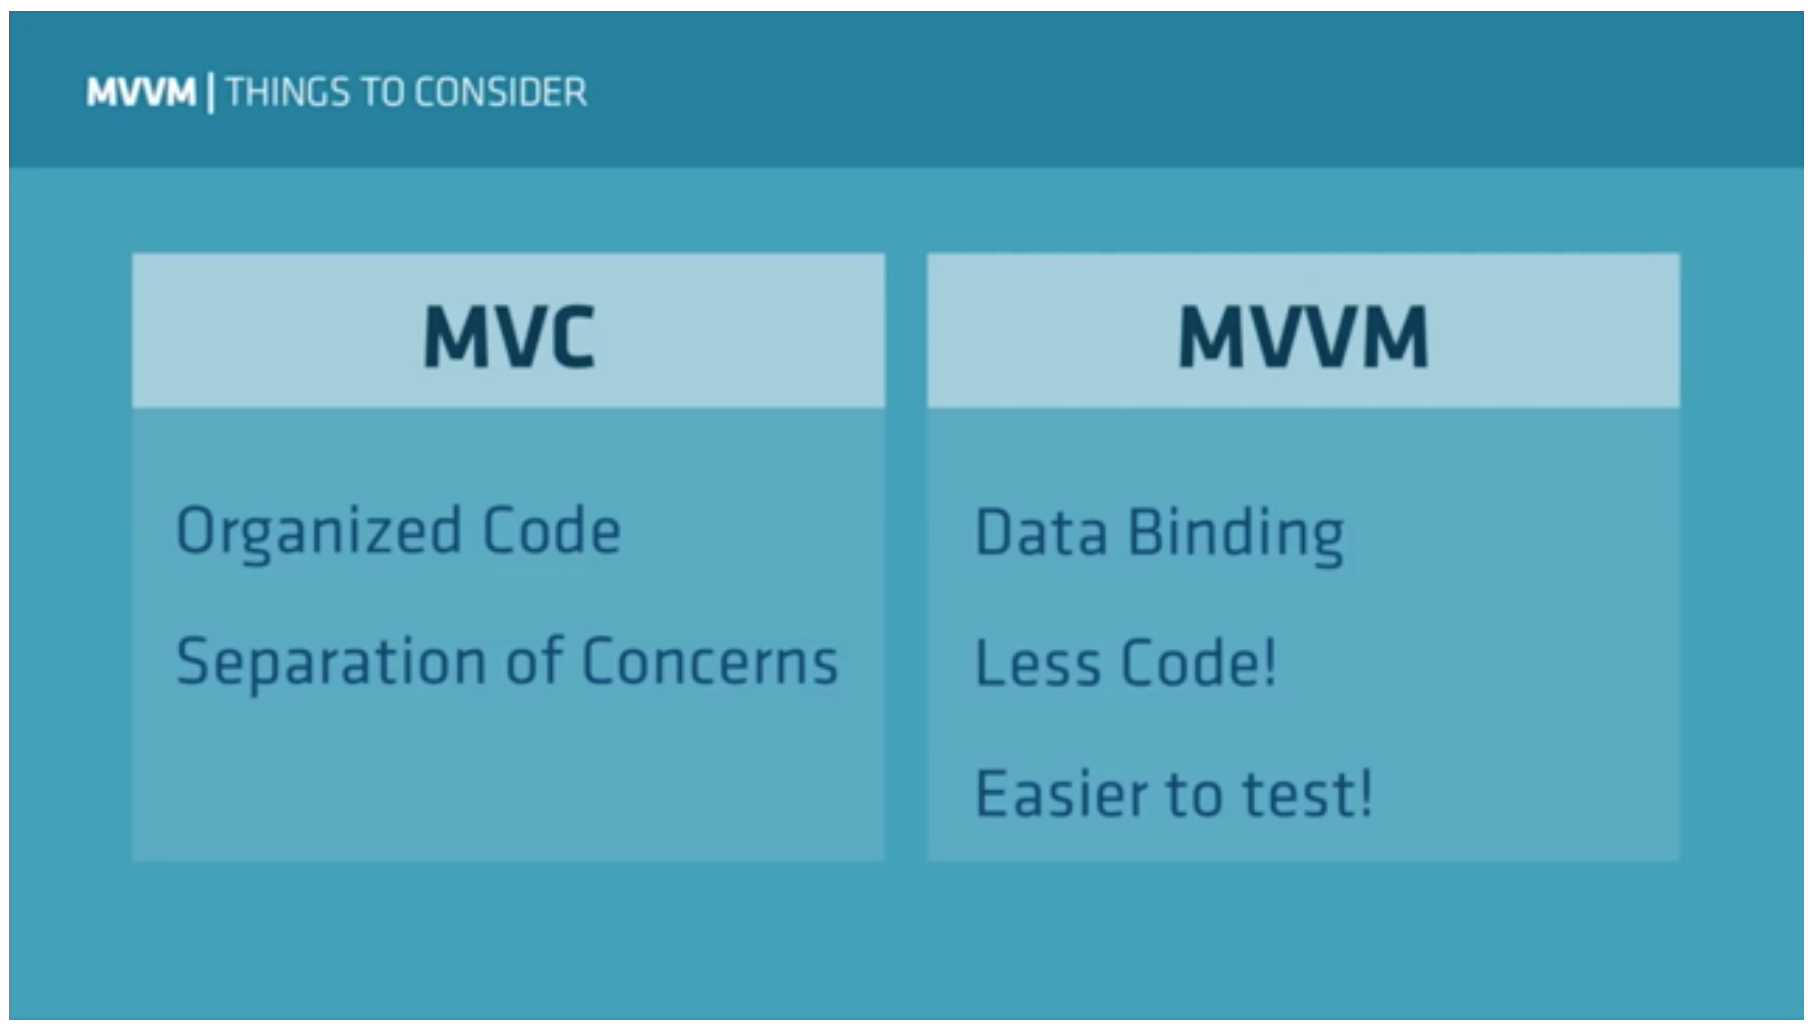 MVVM | THINGS TO CONSIDER
MVC
Organized Code
Separation of Concerns
MVVM
Data Binding
Less Code!
Easier to test!